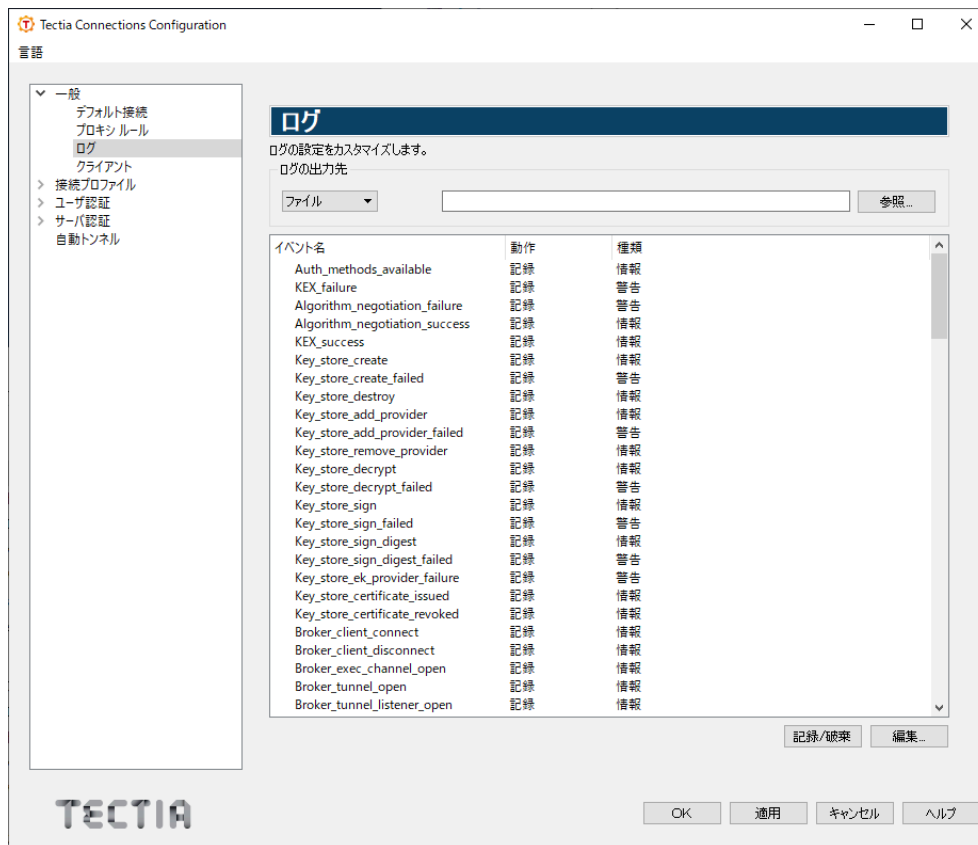 Tectia Connections Configuration
言語
一般
デフォルト接続
プロキシ ルール
ログ
クライアント
接続プロファイル
ユーザ認証
サーバ認証
自動トンネル
ログ
ログの設定をカスタマイズします。
ログの出力先
ファイル 参照...
イベント名 動作 種類
Auth_methods_available 記録 情報
KEX_failure 記録 警告
Algorithm_negotiation_failure 記録 警告
Algorithm_negotiation_success 記録 情報
KEX_success 記録 情報
Key_store_create 記録 情報
Key_store_create_failed 記録 警告
Key_store_destroy 記録 情報
Key_store_add_provider 記録 情報
Key_store_add_provider_failed 記録 警告
Key_store_remove_provider 記録 情報
Key_store_decrypt 記録 情報
Key_store_decrypt_failed 記録 警告
Key_store_sign 記録 情報
Key_store_sign_failed 記録 警告
Key_store_sign_digest 記録 情報
Key_store_sign_digest_failed 記録 警告
Key_store_ek_provider_failure 記録 警告
Key_store_certificate_issued 記録 情報
Key_store_certificate_revoked 記録 情報
Broker_client_connect 記録 情報
Broker_client_disconnect 記録 情報
Broker_exec_channel_open 記録 情報
Broker_tunnel_open 記録 情報
Broker_tunnel_listener_open 記録 情報
記録/破棄 編集...
TECTIA
OK 適用 キャンセル ヘルプ